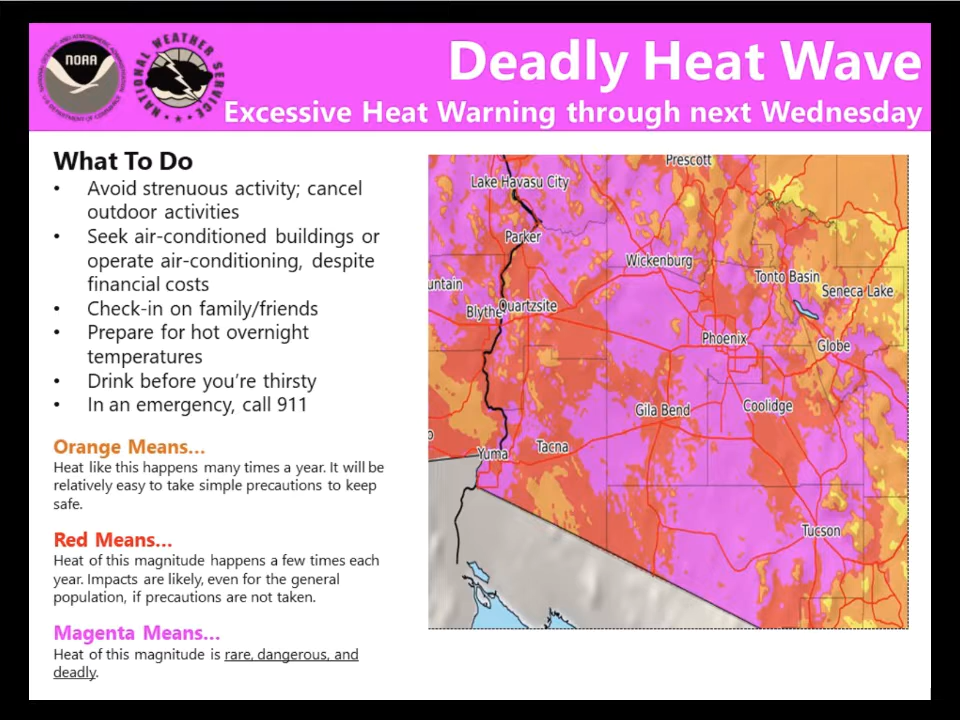 Deadly Heat Wave
Excessive Heat Warning through next Wednesday
NOAA
NATIONAL WEATHER SERVICE
What To Do
• Avoid strenuous activity; cancel
outdoor activities
• Seek air-conditioned buildings or
operate air-conditioning, despite
financial costs
• Check-in on family/friends
• Prepare for hot overnight
temperatures
• Drink before you're thirsty
• In an emergency, call 911
Orange Means...
Heat like this happens many times a year. It will be
relatively easy to take simple precautions to keep
safe.
Red Means...
Heat of this magnitude happens a few times each
year. Impacts are likely, even for the general
population, if precautions are not taken.
Magenta Means...
Heat of this magnitude is rare, dangerous, and
deadly.
Prescott
Lake Havasu City
Parker
Wickenburg
Tonto Basin
untain
Seneca Lake
Blythe
Quartzsite
Phoenix
Globe
Gila Bend
Coolidge
Tacna
Yuma
Tucson